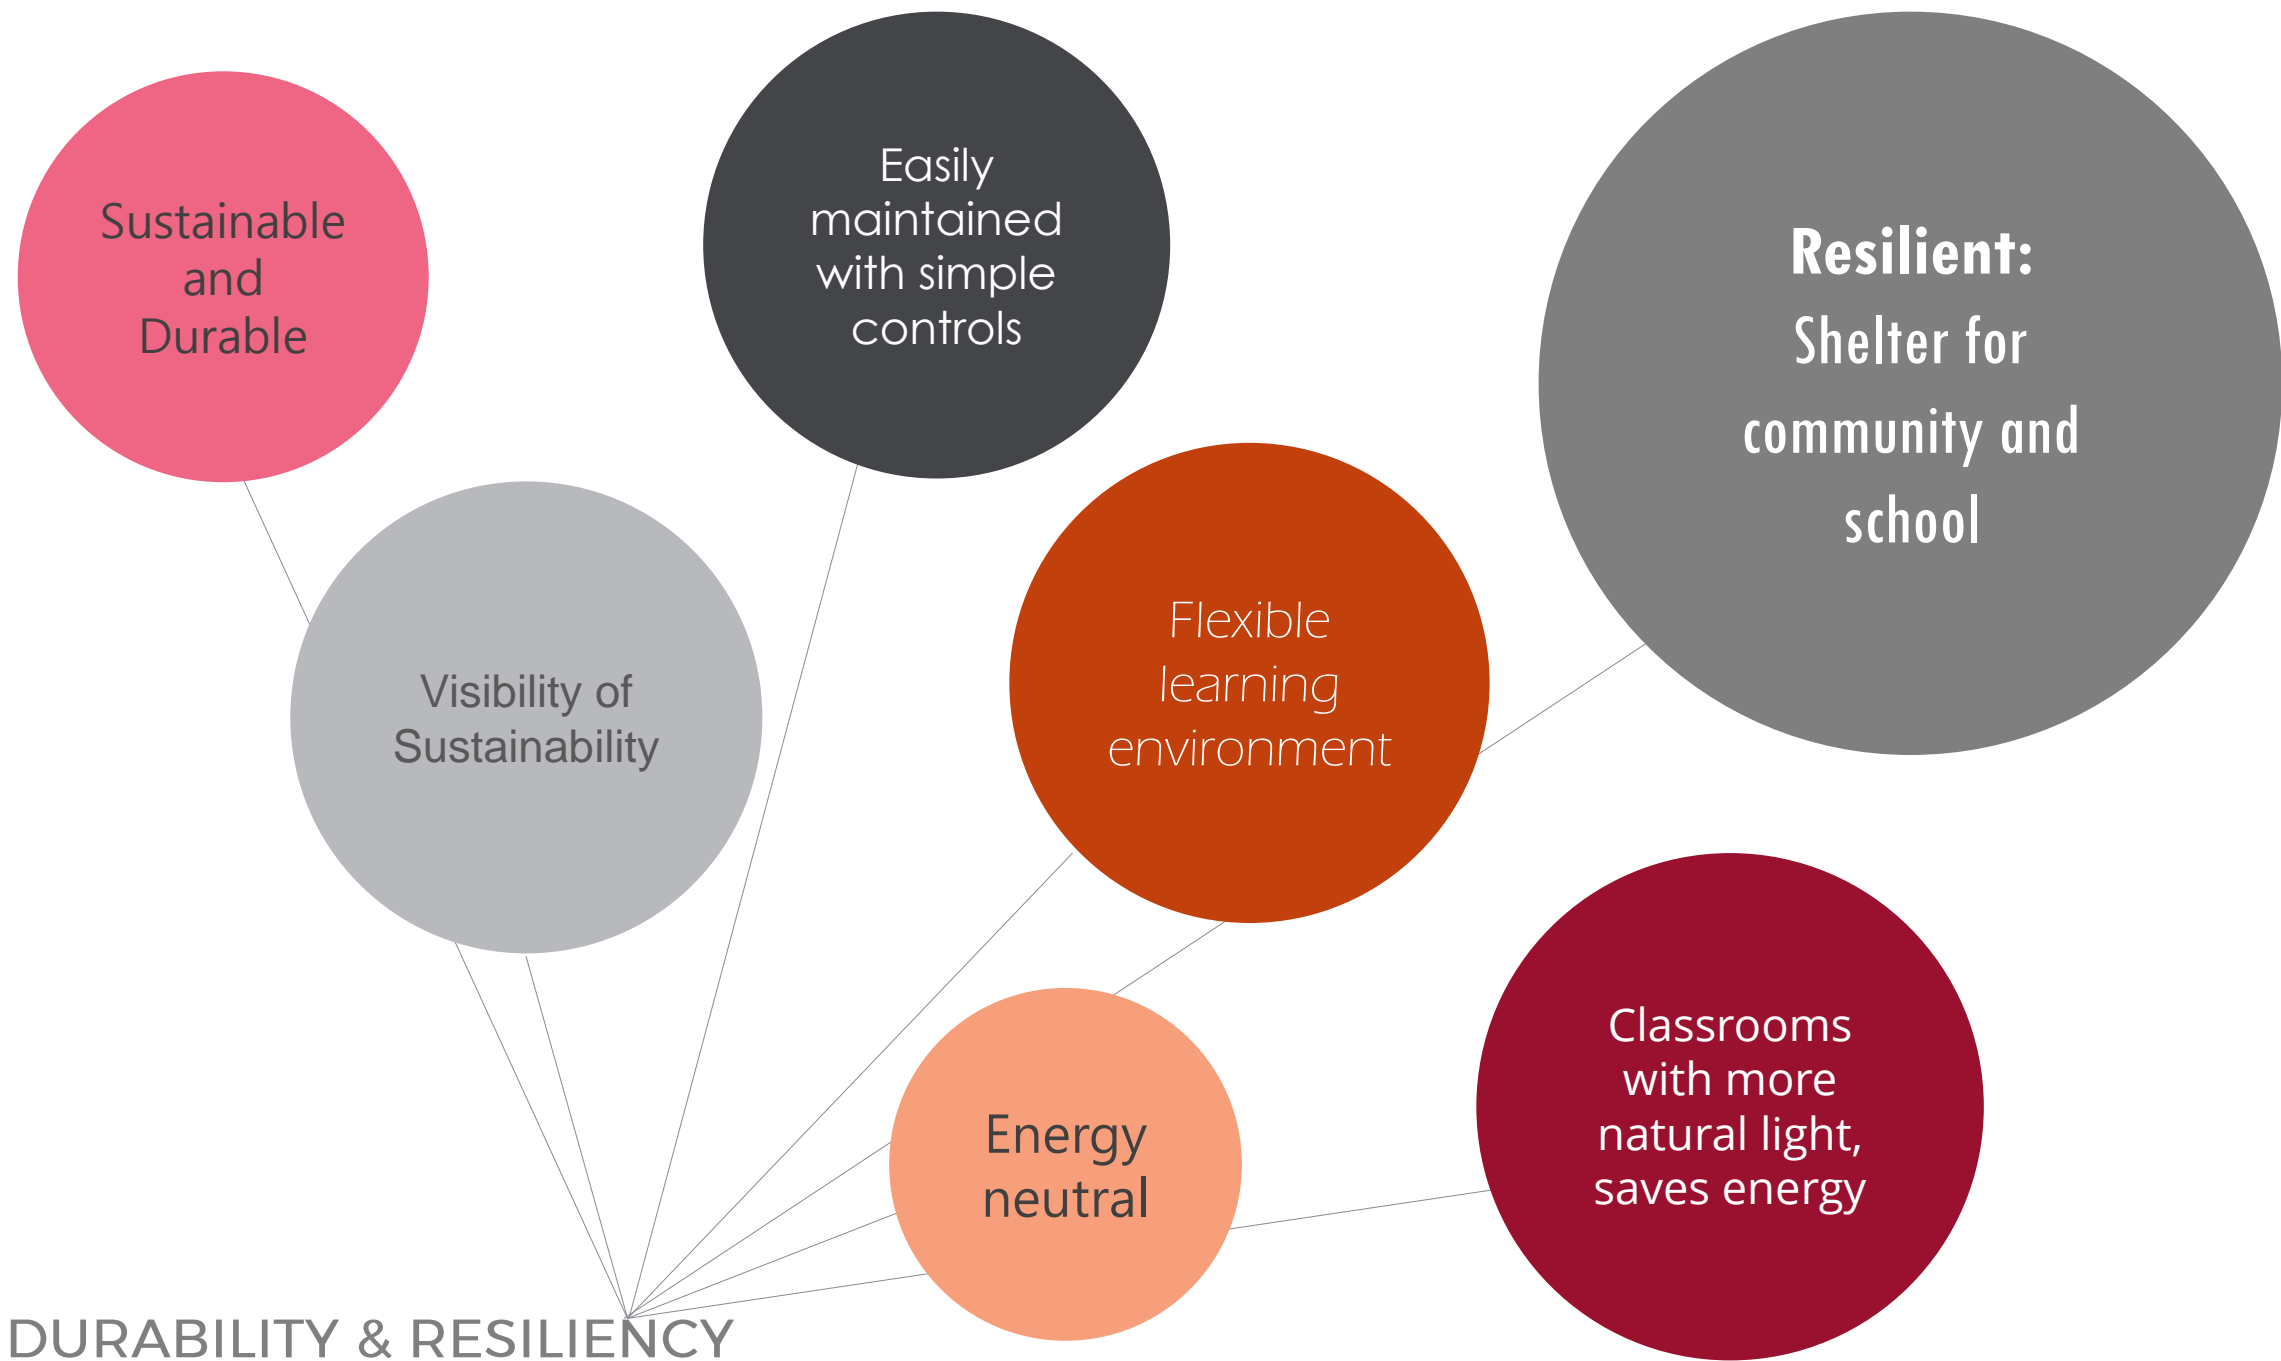 Sustainable
and
Durable
Easily
maintained
with simple
controls
Resilient:
Shelter for
community and
school
Visibility of
Sustainability
Flexible
learning
environment
Energy
neutral
Classrooms
with more
natural light,
saves energy
DURABILITY & RESILIENCY